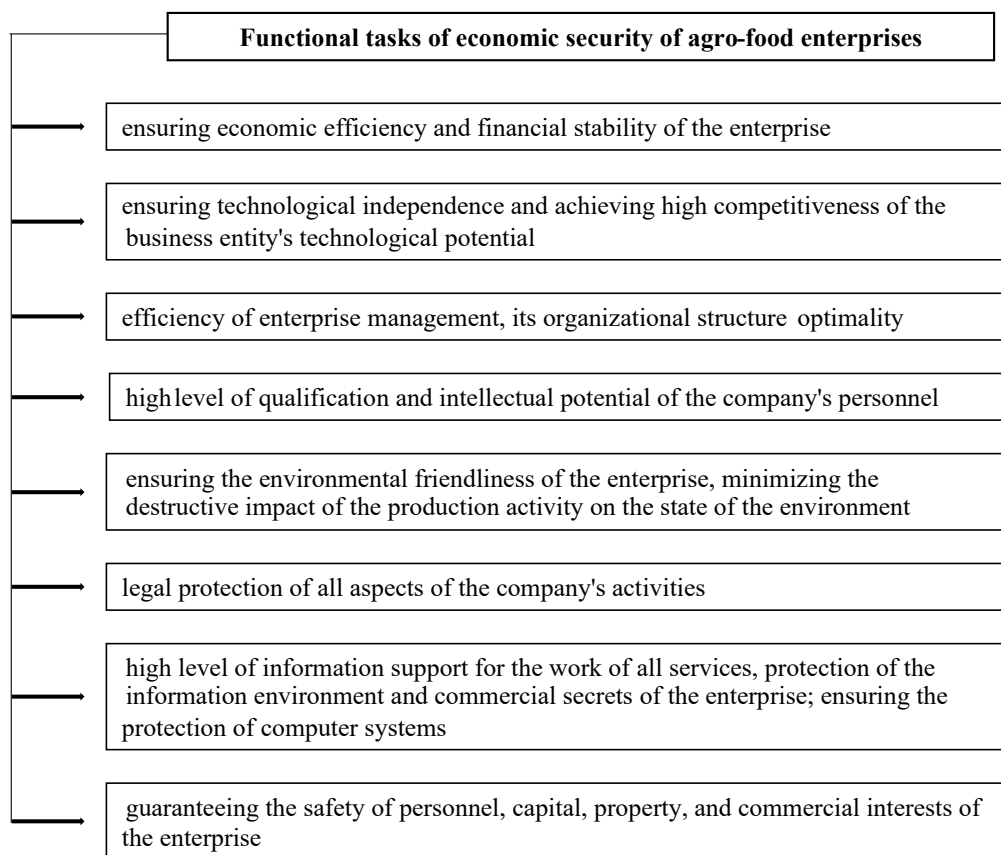 Functional tasks of economic security of agro-food enterprises
ensuring economic efficiency and financial stability of the enterprise
ensuring technological independence and achieving high competitiveness of the
business entity's technological potential
efficiency of enterprise management, its organizational structure optimality
high level of qualification and intellectual potential of the company's personnel
ensuring the environmental friendliness of the enterprise, minimizing the
destructive impact of the production activity on the state of the environment
legal protection of all aspects of the company's activities
high level of information support for the work of all services, protection of the
information environment and commercial secrets of the enterprise; ensuring the
protection of computer systems
guaranteeing the safety of personnel, capital, property, and commercial interests of
the enterprise